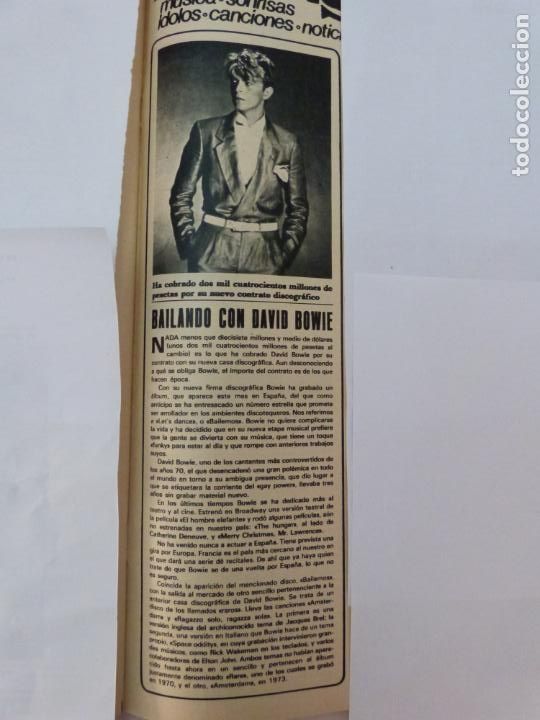 música•sonrisas
ídolos•canciones•notic
todocoleccion
Ha cobrado dos mil cuatrocientos millones de
pesetas por su nuevo contrato discográfico
BAILANDO CON DAVID BOWIE
NADA menos que diecisiete millones y medio de dólares
(unos dos mil cuatrocientos millones de pesetas al
cambio) es lo que ha cobrado David Bowie por su
contrato con su nueva casa discográfica. Aun desconociendo
a qué se obliga Bowie, el importe del contrato es de los que
hacen época.
Con su nueva firma discográfica Bowie ha grabado un
álbum, que aparece este mes en España, del que como
anticipo se ha entresacado un número estrella que promete
ser arrollador en los ambientes discotequeros. Nos referimos
a «Let's dance», o «Bailemos». Bowie no quiere complicarse
la vida y ha decidido que en su nueva etapa musical prefiere
que la gente se divierta con su música, que tiene un toque
«funky» para estar al día y que rompe con anteriores trabajos
suyos.
David Bowie, uno de los cantantes más controvertidos de
los años 70, el que desencadenó una gran polémica en todo
el mundo en torno a su ambigua presencia, que dio lugar a
que se etiquetara la corriente del «gay power», llevaba tres
años sin grabar material nuevo.
En los últimos tiempos Bowie se ha dedicado más al
teatro y al cine. Estrenó en Broadway una versión teatral de
la película «El hombre elefante» y rodó algunas películas, aún
no estrenadas en nuestro país: «The hunger», al lado de
Catherine Deneuve, y «Merry Christmas, Mr. Lawrence».
No ha venido nunca a actuar a España. Tiene prevista una
gira por Europa. Francia es el país más cercano al nuestro en
el que dará una serie de recitales. De ahí que ya haya quien
trate do que Bowie se dé una vuelta por España, lo que no
es seguro.
Coincide la aparición del mencionado disco, «Bailemos»,
con la salida al mercado de otro sencillo perteneciente a la
anterior casa discográfica de David Bowie. Se trata de un
disco de los llamados «raros». Lleva las canciones «Amster-
dam» y «Ragazzo solo, ragazza sola». La primera es una
versión inglesa del archiconocido tema de Jacques Brel; la
segunda, una versión en italiano que Bowie hace de un tema
propio, «Space oddity», en cuya grabación intervinieron gran-
des músicos, como Rick Wakeman en los teclados, y varios
colaboradores de Elton John. Ambos temas no habían apare-
cido hasta ahora en un sencillo y pertenecen al álbum
justamente denominado «Rare», uno de los cuales se grabó
en 1970, y el otro, «Amsterdam», en 1973.